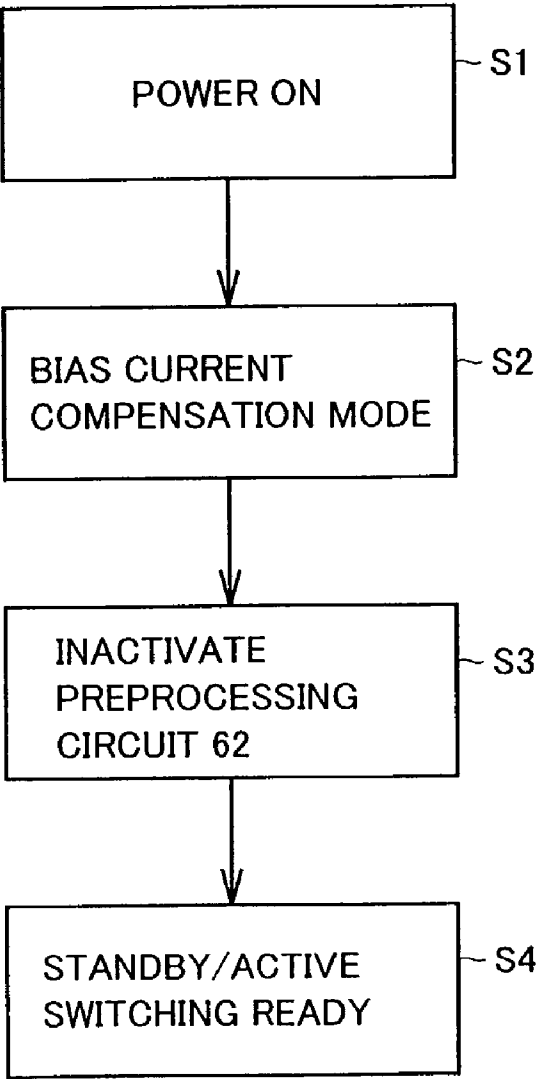 POWER ON
S1
BIAS CURRENT
COMPENSATION MODE
S2
INACTIVATE
PREPROCESSING
CIRCUIT 62
S3
STANDBY/ACTIVE
SWITCHING READY
S4